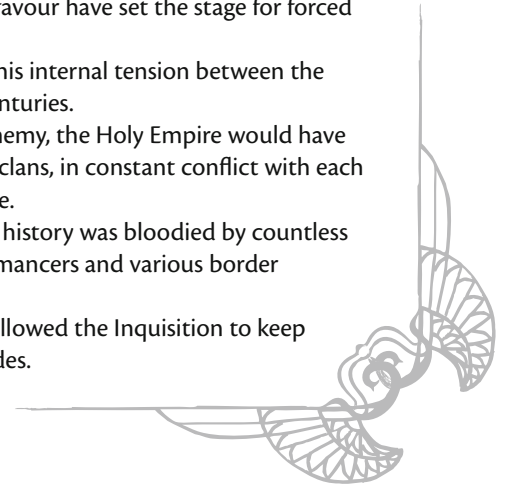 avour have set the stage for forced
his internal tension between the
nturies.
nemy, the Holy Empire would have
clans, in constant conflict with each
e.
history was bloodied by countless
mancers and various border
llowed the Inquisition to keep
des.